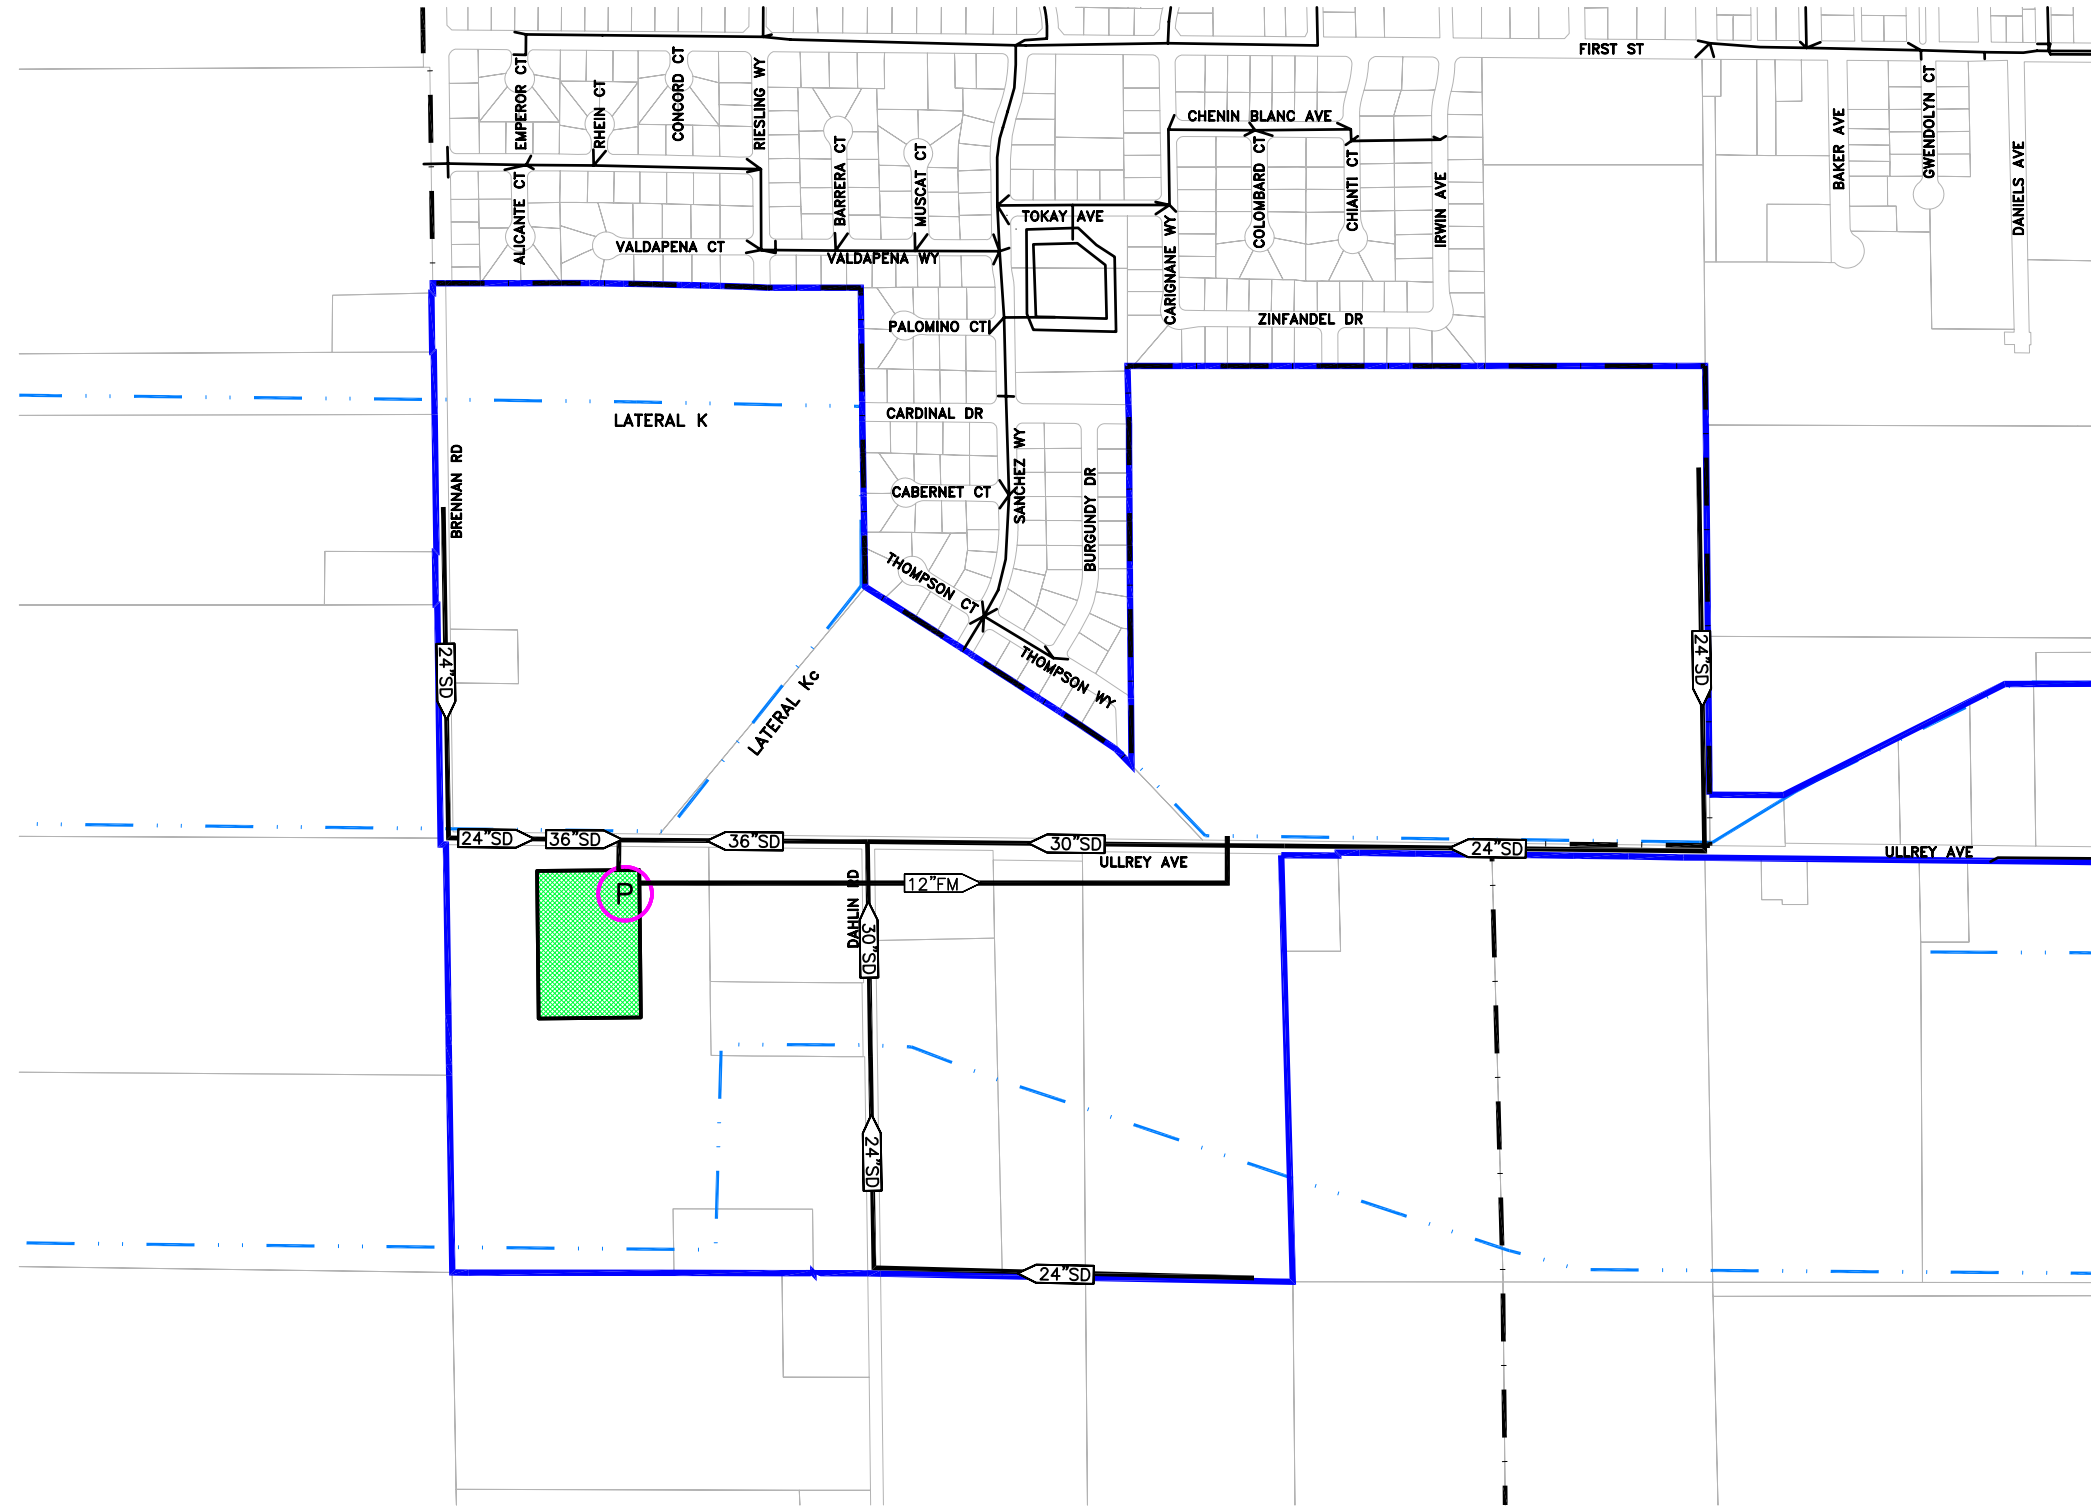 FIRST ST
EMPEROR CT
RHEIN CT
CONCORD CT
RIESLING WY
CHENIN BLANC AVE
BAKER AVE
GWENDOLYN CT
DANIELS AVE
ALICANTE CT
BARRERA CT
MUSCAT CT
COLOMBARD CT
CHIANTI CT
IRWIN AVE
TOKAY AVE
CARIGNANE WY
VALDAPENA CT
VALDAPENA WY
PALOMINO CT
ZINFANDEL DR
LATERAL K
CARDINAL DR
BRENNAN RD
SANCHEZ WY
CABERNET CT
BURGUNDY DR
THOMPSON CT
THOMPSON WY
24"SD
24"SD
LATERAL Kc
24"SD
36"SD
36"SD
30"SD
24"SD
ULLREY AVE
ULLREY AVE
P
12"FM
DAHLIN RD
30"SD
24"SD
24"SD